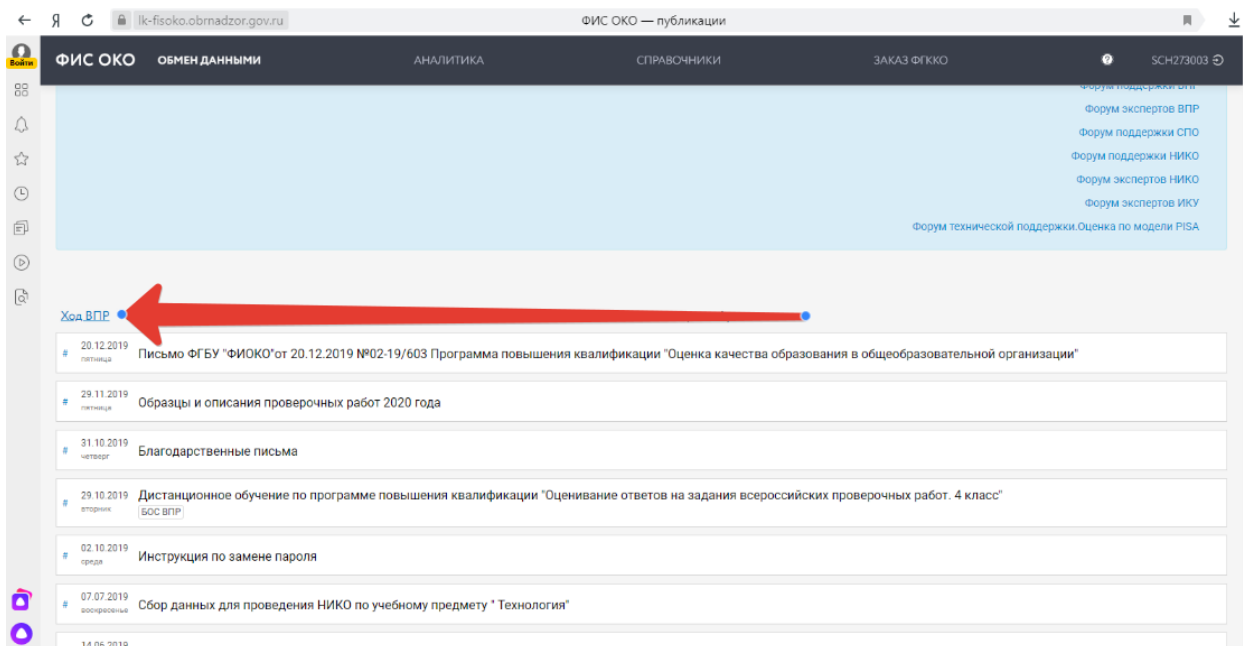 lk-fisoko.obrnadzor.gov.ru
ФИС ОКО — публикации
Войти
ФИС ОКО
ОБМЕН ДАННЫМИ
АНАЛИТИКА
СПРАВОЧНИКИ
ЗАКАЗ ФГККО
SCH273003
Форум поддержки ВПР
Форум экспертов ВПР
Форум поддержки СПО
Форум поддержки НИКО
Форум экспертов НИКО
Форум экспертов ИКУ
Форум технической поддержки.Оценка по модели PISA
Ход ВПР
# 20.12.2019 пятница
Письмо ФГБУ "ФИОКО"от 20.12.2019 №02-19/603 Программа повышения квалификации "Оценка качества образования в общеобразовательной организации"
# 29.11.2019 пятница
Образцы и описания проверочных работ 2020 года
# 31.10.2019 четверг
Благодарственные письма
# 29.10.2019 вторник
Дистанционное обучение по программе повышения квалификации "Оценивание ответов на задания всероссийских проверочных работ. 4 класс"
БОС ВПР
# 02.10.2019 среда
Инструкция по замене пароля
# 07.07.2019 воскресенье
Сбор данных для проведения НИКО по учебному предмету " Технология"
14.06.2019